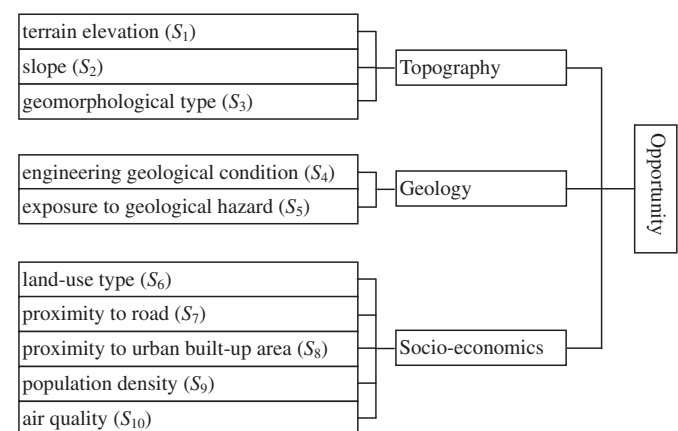 terrain elevation (S₁)
slope (S₂)
geomorphological type (S₃)
Topography
engineering geological condition (S₄)
exposure to geological hazard (S₅)
Geology
land-use type (S₆)
proximity to road (S₇)
proximity to urban built-up area (S₈)
population density (S₉)
air quality (S₁₀)
Socio-economics
Opportunity